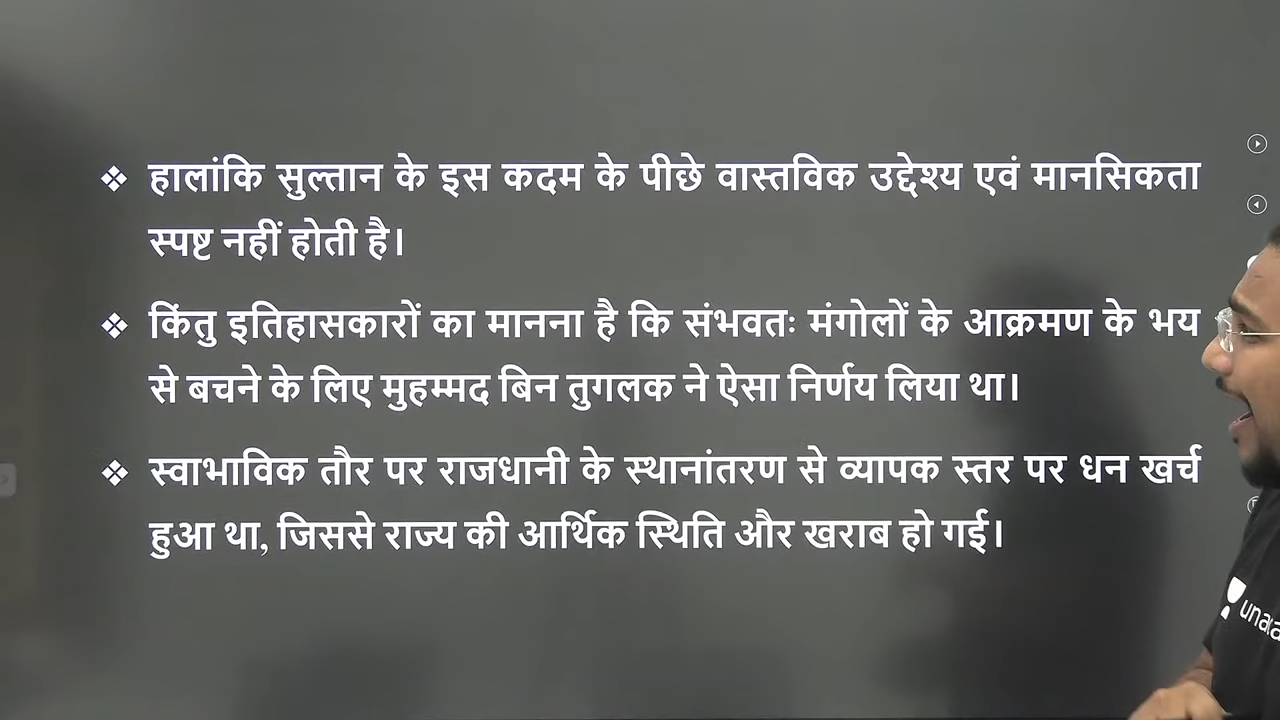 ❖ हालांकि सुल्तान के इस कदम के पीछे वास्तविक उद्देश्य एवं मानसिकता
स्पष्ट नहीं होती है।
❖ किंतु इतिहासकारों का मानना है कि संभवतः मंगोलों के आक्रमण के भय
से बचने के लिए मुहम्मद बिन तुगलक ने ऐसा निर्णय लिया था।
❖ स्वाभाविक तौर पर राजधानी के स्थानांतरण से व्यापक स्तर पर धन खर्च
हुआ था, जिससे राज्य की आर्थिक स्थिति और खराब हो गई।